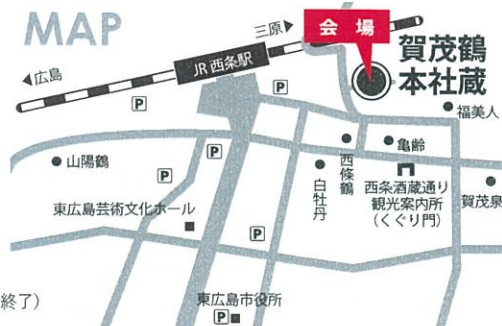 MAP
三原
会場
賀茂鶴
本社蔵
JR西条駅
広島
P
P
福美人
亀齢
西條鶴
山陽鶴
P
P
白牡丹
西条酒蔵通り
観光案内所
(くぐり門)
賀茂泉
東広島芸術文化ホール
P
終了)
東広島市役所
P